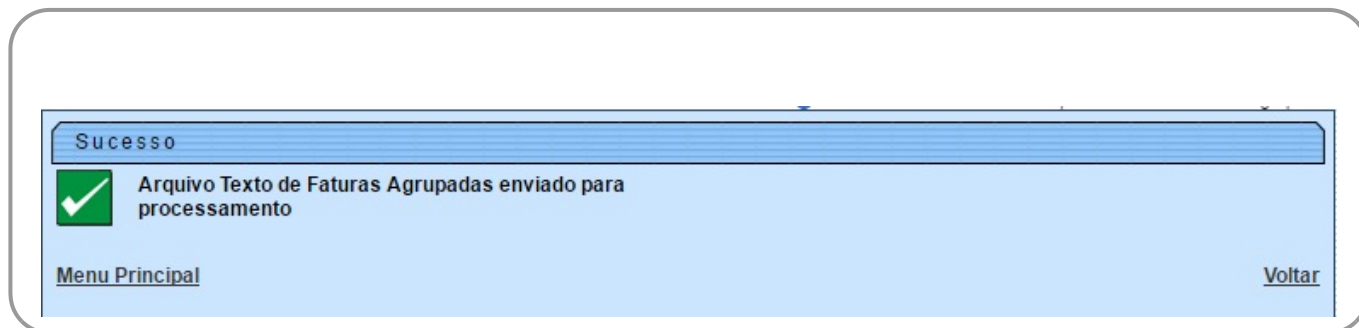 Sucesso
Arquivo Texto de Faturas Agrupadas enviado para
processamento
Menu Principal
Voltar